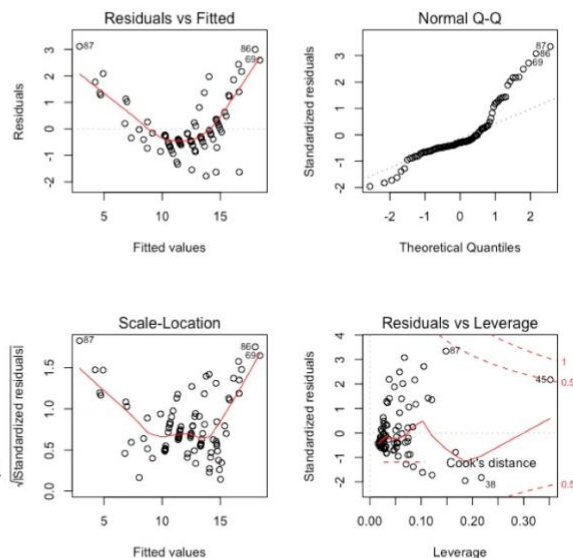 Residuals vs Fitted
Residuals
3
2
1
0
-1
-2
87
86
69
5 10 15
Fitted values
Normal Q-Q
Standardized residuals
3
2
1
0
-1
-2
87
86
69
-2 -1 0 1 2
Theoretical Quantiles
Scale-Location
√|Standardized residuals|
1.5
1.0
0.5
0.0
87
86
69
5 10 15
Fitted values
Residuals vs Leverage
Standardized residuals
4
3
2
1
0
-1
-2
87
45
38
1
0.5
0.5
Cook's distance
0.00 0.10 0.20 0.30
Leverage